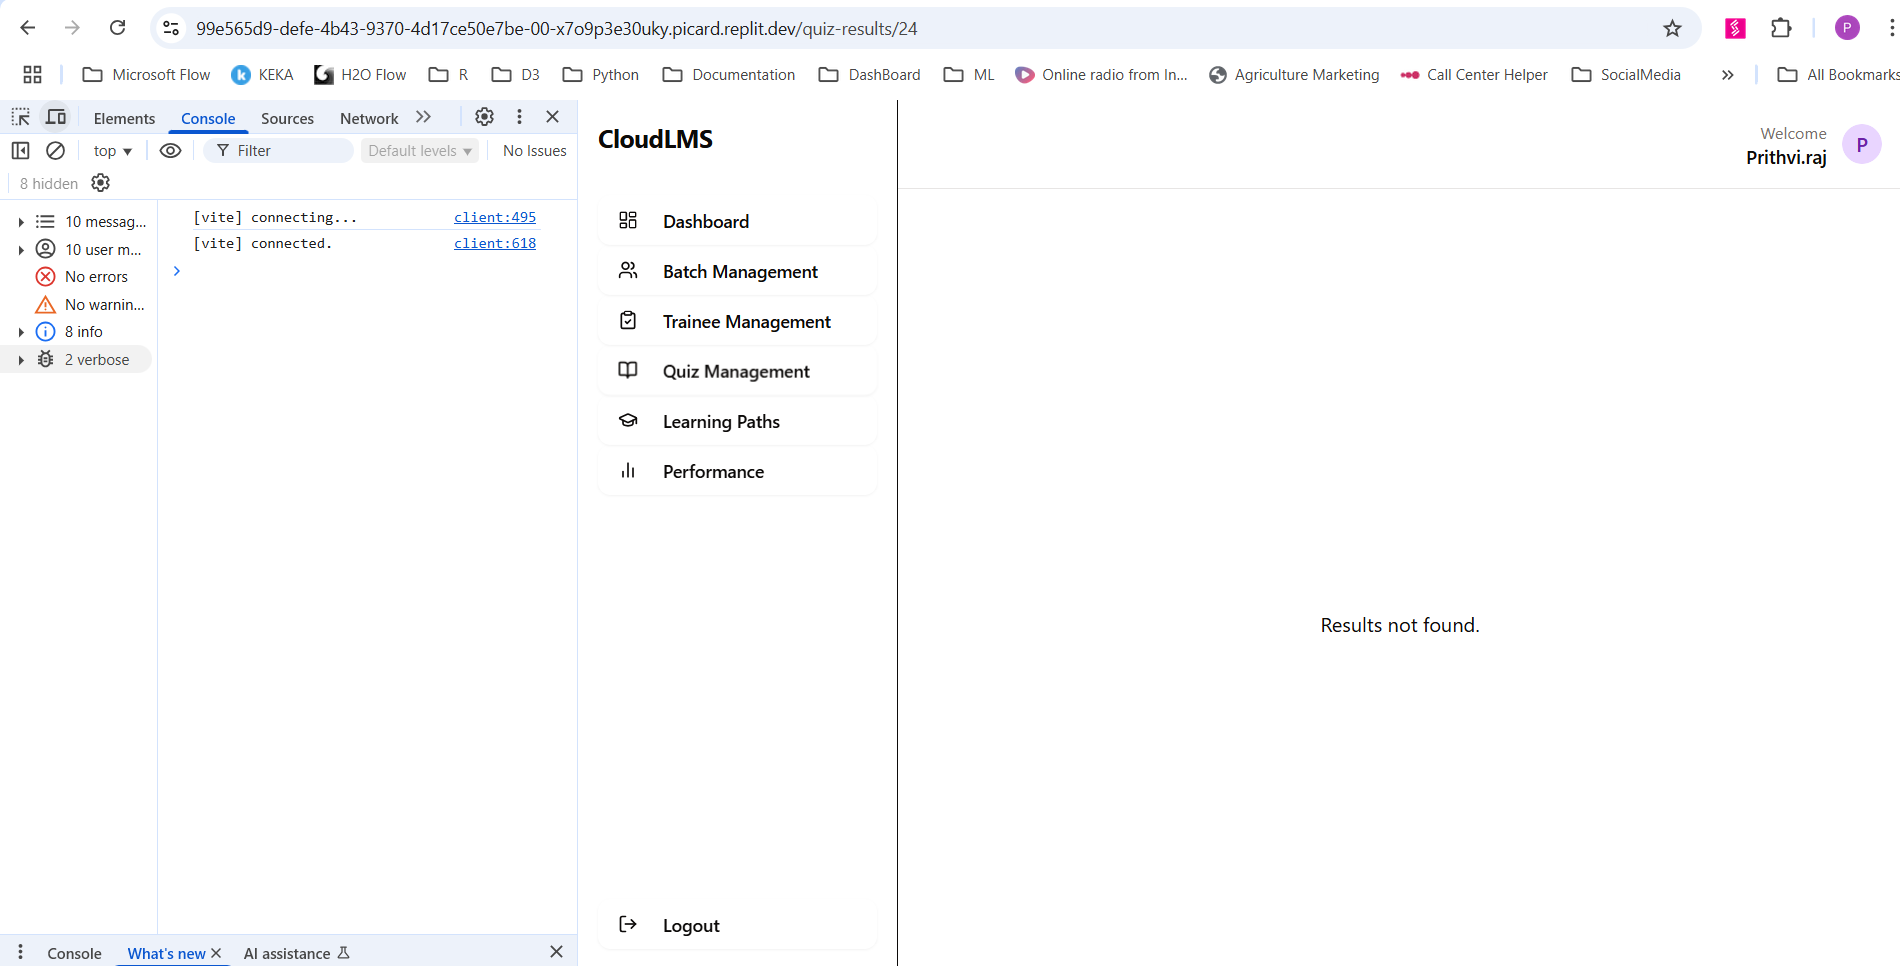 99e565d9-defe-4b43-9370-4d17ce50e7be-00-x7o9p3e30uky.picard.replit.dev/quiz-results/24
P
Microsoft Flow KEKA H2O Flow R D3 Python Documentation DashBoard ML Online radio from In... Agriculture Marketing Call Center Helper SocialMedia » All Bookmarks
Elements Console Sources Network
top Filter Default levels No Issues
8 hidden
10 messag...
10 user m...
No errors
No warnin...
8 info
2 verbose
[vite] connecting... client:495
[vite] connected. client:618
Console What's new AI assistance
CloudLMS
Dashboard
Batch Management
Trainee Management
Quiz Management
Learning Paths
Performance
Logout
Welcome
Prithvi.raj
P
Results not found.